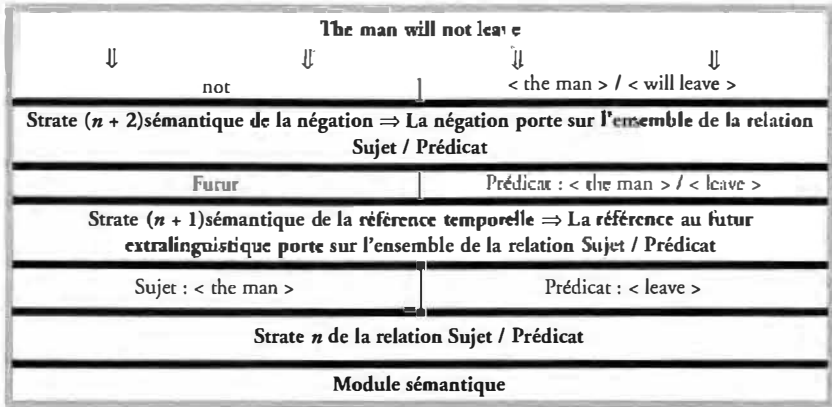 The man will not leave
⇓ ⇓ ⇓ ⇓
not < the man > / < will leave >
Strate (n + 2)sémantique de la négation ⇒ La négation porte sur l'ensemble de la relation
Sujet / Prédicat
Futur Prédicat : < the man > / < leave >
Strate (n + 1)sémantique de la référence temporelle ⇒ La référence au futur
extralinguistique porte sur l'ensemble de la relation Sujet / Prédicat
Sujet : < the man > Prédicat : < leave >
Strate n de la relation Sujet / Prédicat
Module sémantique